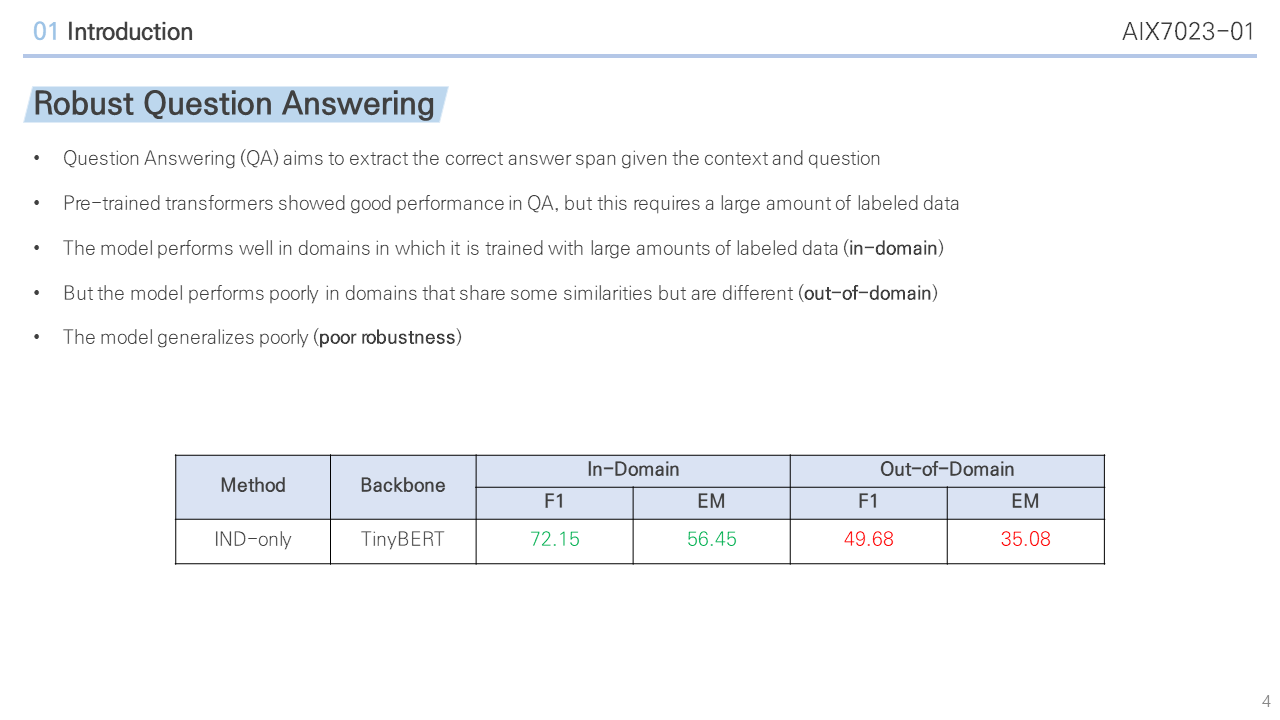 01 Introduction
AIX7023-01
Robust Question Answering
• Question Answering (QA) aims to extract the correct answer span given the context and question
• Pre-trained transformers showed good performance in QA, but this requires a large amount of labeled data
• The model performs well in domains in which it is trained with large amounts of labeled data (in-domain)
• But the model performs poorly in domains that share some similarities but are different (out-of-domain)
• The model generalizes poorly (poor robustness)
Method Backbone In-Domain Out-of-Domain
F1 EM F1 EM
IND-only TinyBERT 72.15 56.45 49.68 35.08
4